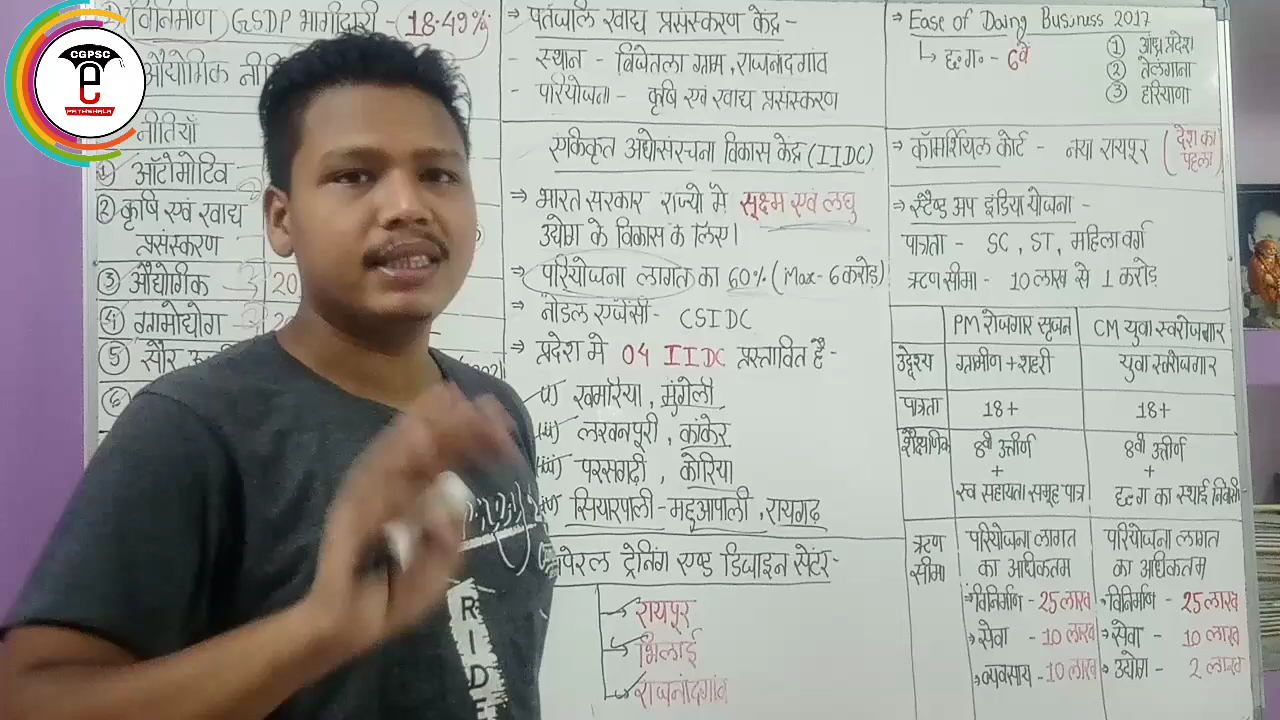 CGPSC
e
PATHSHALA
विनिर्माण GSDP भागीदारी - 18.49%
औद्योगिक
नीतियाँ
① ऑटोमोटिव
② कृषि एवं खाद्य
प्रसंस्करण
③ औद्योगिक
20
④ ग्रामोद्योग
2
⑤ सौर
⑥
→ पतंजलि खाद्य प्रसंस्करण केंद्र -
- स्थान - विजेतला ग्राम, राजनांदगांव
- परियोजना - कृषि एवं खाद्य प्रसंस्करण
एकीकृत अधोसंरचना विकास केंद्र (IIDC)
→ भारत सरकार राज्यो मे सूक्ष्म एवं लघु
उद्योग के विकास के लिए।
→ परियोजना लागत का 60% (Max- 6 करोड़)
→ नोडल एजेंसी- CSIDC
→ प्रदेश मे 04 IIDC प्रस्तावित है -
i) खमरिया, मुंगेली
ii) लखनपुरी, कांकेर
iii) परसगढ़ी, कोरिया
iv) सियारपाली - महुआपाली, रायगढ़
अपेरल ट्रेनिंग एण्ड डिजाइन सेंटर-
रायपुर
भिलाई
राजनांदगांव
→ Ease of Doing Business 2017
छ.ग. - 6वें
① आंध्र प्रदेश
② तेलंगाना
③ हरियाणा
→ कॉमर्शियल कोर्ट - नया रायपुर (देश का
पहला)
→ स्टैण्ड अप इंडिया योजना -
पात्रता - SC, ST, महिला वर्ग
ऋण सीमा - 10 लाख से 1 करोड़
PM रोजगार सृजन CM युवा स्वरोजगार
उद्देश्य ग्रामीण + शहरी युवा स्वरोजगार
पात्रता 18+ 18+
शैक्षणिक 8वी उत्तीर्ण 8वी उत्तीर्ण
+ +
स्व सहायता समूह पात्र छ.ग का स्थाई निवासी
ऋण परियोजना लागत परियोजना लागत
सीमा का अधिकतम का अधिकतम
→ विनिर्माण - 25 लाख → विनिर्माण - 25 लाख
→ सेवा - 10 लाख → सेवा - 10 लाख
→ व्यवसाय - 10 लाख → उद्योग - 2 लाख
RIDE